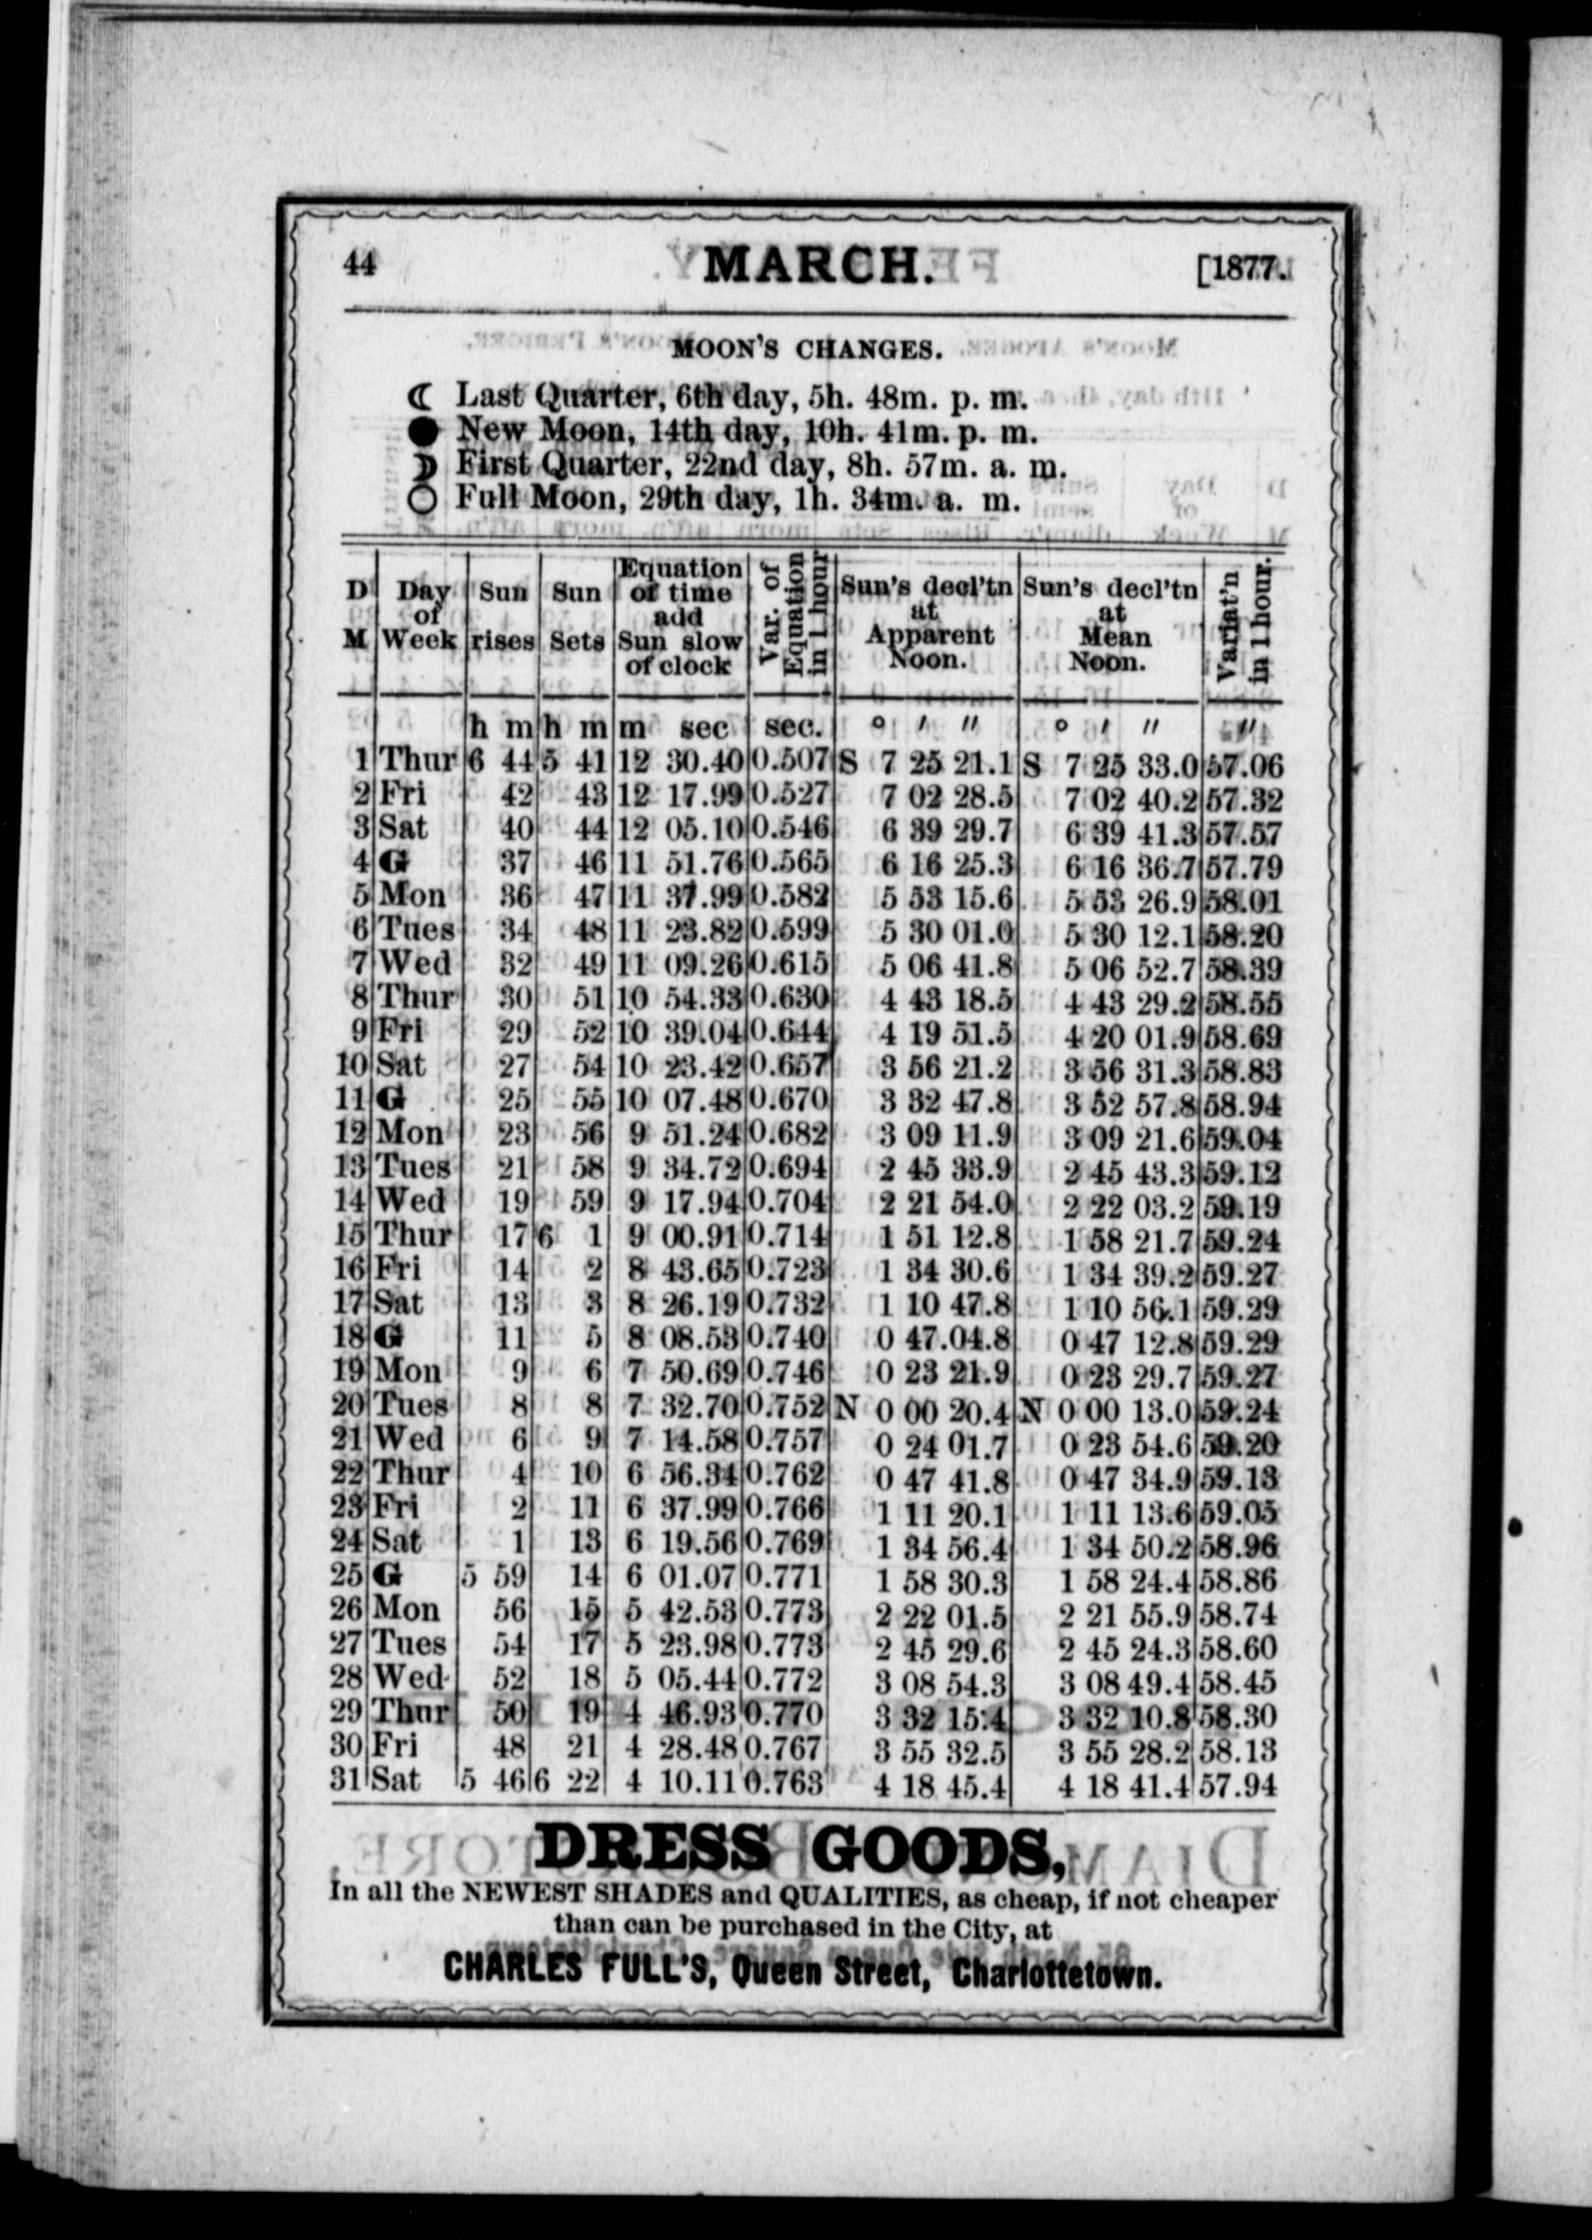 44 MARCH. [1877.
MOON'S CHANGES.
☾ Last Quarter, 6th day, 5h. 48m. p. m.
● New Moon, 14th day, 10h. 41m. p. m.
☽ First Quarter, 22nd day, 8h. 57m. a. m.
○ Full Moon, 29th day, 1h. 34m. a. m.
D M | Day of Week | Sun rises | Sun Sets | Equation of time add Sun slow of clock | Var. of Equation in 1 hour | Sun's decl'tn at Apparent Noon. | Sun's decl'tn at Mean Noon. | Variat'n in 1 hour.
h m | h m | m sec | sec. | ° ′ ″ | ° ′ ″ | ″
1 Thur 6 44 5 41 12 30.40 0.507 S 7 25 21.1 S 7 25 33.0 57.06
2 Fri 42 43 12 17.99 0.527 7 02 28.5 7 02 40.2 57.32
3 Sat 40 44 12 05.10 0.546 6 39 29.7 6 39 41.3 57.57
4 G 37 46 11 51.76 0.565 6 16 25.3 6 16 36.7 57.79
5 Mon 36 47 11 37.99 0.582 5 53 15.6 5 53 26.9 58.01
6 Tues 34 48 11 23.82 0.599 5 30 01.0 5 30 12.1 58.20
7 Wed 32 49 11 09.26 0.615 5 06 41.8 5 06 52.7 58.39
8 Thur 30 51 10 54.33 0.630 4 43 18.5 4 43 29.2 58.55
9 Fri 29 52 10 39.04 0.644 4 19 51.5 4 20 01.9 58.69
10 Sat 27 54 10 23.42 0.657 3 56 21.2 3 56 31.3 58.83
11 G 25 55 10 07.48 0.670 3 32 47.8 3 52 57.8 58.94
12 Mon 23 56 9 51.24 0.682 3 09 11.9 3 09 21.6 59.04
13 Tues 21 58 9 34.72 0.694 2 45 33.9 2 45 43.3 59.12
14 Wed 19 59 9 17.94 0.704 2 21 54.0 2 22 03.2 59.19
15 Thur 17 6 1 9 00.91 0.714 1 51 12.8 1 58 21.7 59.24
16 Fri 14 2 8 43.65 0.723 1 34 30.6 1 34 39.2 59.27
17 Sat 13 3 8 26.19 0.732 1 10 47.8 1 10 56.1 59.29
18 G 11 5 8 08.53 0.740 0 47.04.8 0 47 12.8 59.29
19 Mon 9 6 7 50.69 0.746 0 23 21.9 0 23 29.7 59.27
20 Tues 8 8 7 32.70 0.752 N 0 00 20.4 N 0 00 13.0 59.24
21 Wed 6 9 7 14.58 0.757 0 24 01.7 0 23 54.6 59.20
22 Thur 4 10 6 56.34 0.762 0 47 41.8 0 47 34.9 59.13
23 Fri 2 11 6 37.99 0.766 1 11 20.1 1 11 13.6 59.05
24 Sat 1 13 6 19.56 0.769 1 34 56.4 1 34 50.2 58.96
25 G 5 59 14 6 01.07 0.771 1 58 30.3 1 58 24.4 58.86
26 Mon 56 15 5 42.53 0.773 2 22 01.5 2 21 55.9 58.74
27 Tues 54 17 5 23.98 0.773 2 45 29.6 2 45 24.3 58.60
28 Wed 52 18 5 05.44 0.772 3 08 54.3 3 08 49.4 58.45
29 Thur 50 19 4 46.93 0.770 3 32 15.4 3 32 10.8 58.30
30 Fri 48 21 4 28.48 0.767 3 55 32.5 3 55 28.2 58.13
31 Sat 5 46 6 22 4 10.11 0.763 4 18 45.4 4 18 41.4 57.94
DRESS GOODS,
In all the NEWEST SHADES and QUALITIES, as cheap, if not cheaper
than can be purchased in the City, at
CHARLES FULL'S, Queen Street, Charlottetown.